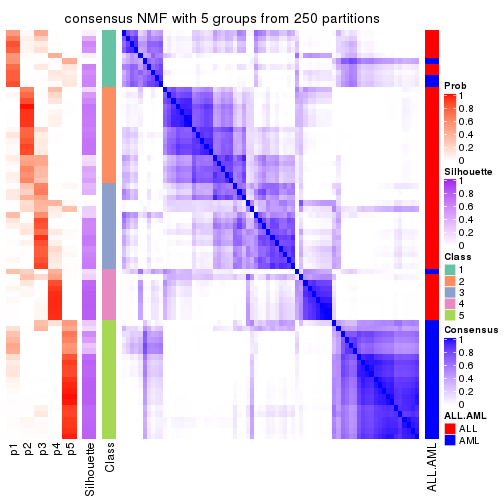 consensus NMF with 5 groups from 250 partitions
Prob
1
0.8
0.6
0.4
0.2
0
Silhouette
1
0.8
0.6
0.4
0.2
0
Class
1
2
3
4
5
Consensus
1
0.8
0.6
0.4
0.2
0
ALL.AML
ALL
AML
p1
p2
p3
p4
p5
Silhouette
Class
ALL.AML